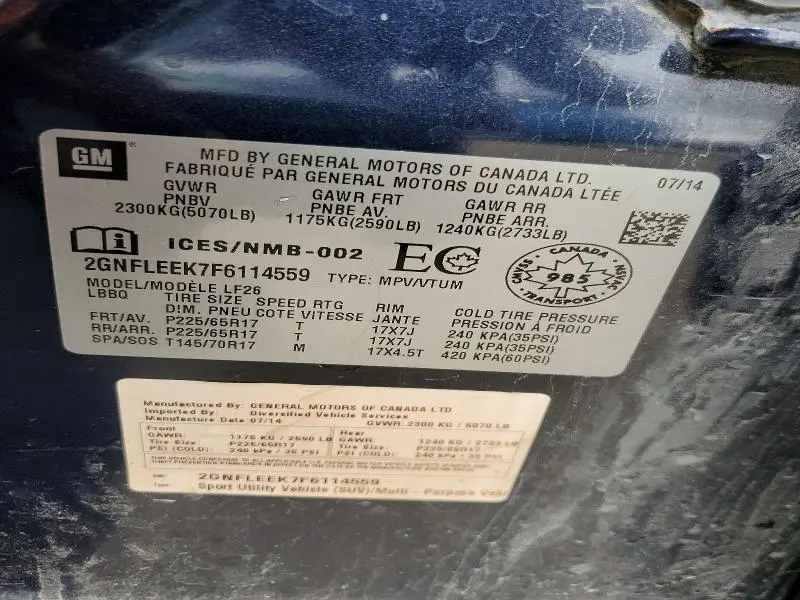 GM
MFD BY GENERAL MOTORS OF CANADA LTD. 07/14
FABRIQUÉ PAR GENERAL MOTORS DU CANADA LTÉE
GVWR GAWR FRT GAWR RR
PNBV PNBE AV. PNBE ARR.
2300KG(5070LB) 1175KG(2590LB) 1240KG(2733LB)
ICES/NMB-002 EC
CANADA
CMVSS NSVAC
985
TRANSPORT
2GNFLEEK7F6114559 TYPE: MPV/VTUM
MODEL/MODÈLE LF26
LBBQ TIRE SIZE SPEED RTG RIM COLD TIRE PRESSURE
DIM. PNEU COTE VITESSE JANTE PRESSION À FROID
FRT/AV. P225/65R17 T 17X7J 240 KPA(35PSI)
RR/ARR. P225/65R17 T 17X7J 240 KPA(35PSI)
SPA/SOS T145/70R17 M 17X4.5T 420 KPA(60PSI)
Manufactured By: GENERAL MOTORS OF CANADA LTD
Imported By: Diversified Vehicle Services
Manufacture Date 07/14 GVWR: 2300 KG / 5070 LB
Front Rear
GAWR: 1175 KG / 2590 LB GAWR: 1240 KG / 2733 LB
Tire Size: P225/65R17 Tire Size: P225/65R17
PSI (COLD): 240 kPa / 35 PSI PSI (COLD): 240 kPa / 35 PSI
2GNFLEEK7F6114559
Type: Sport Utility Vehicle (SUV)/Multi - Purpose Vehi